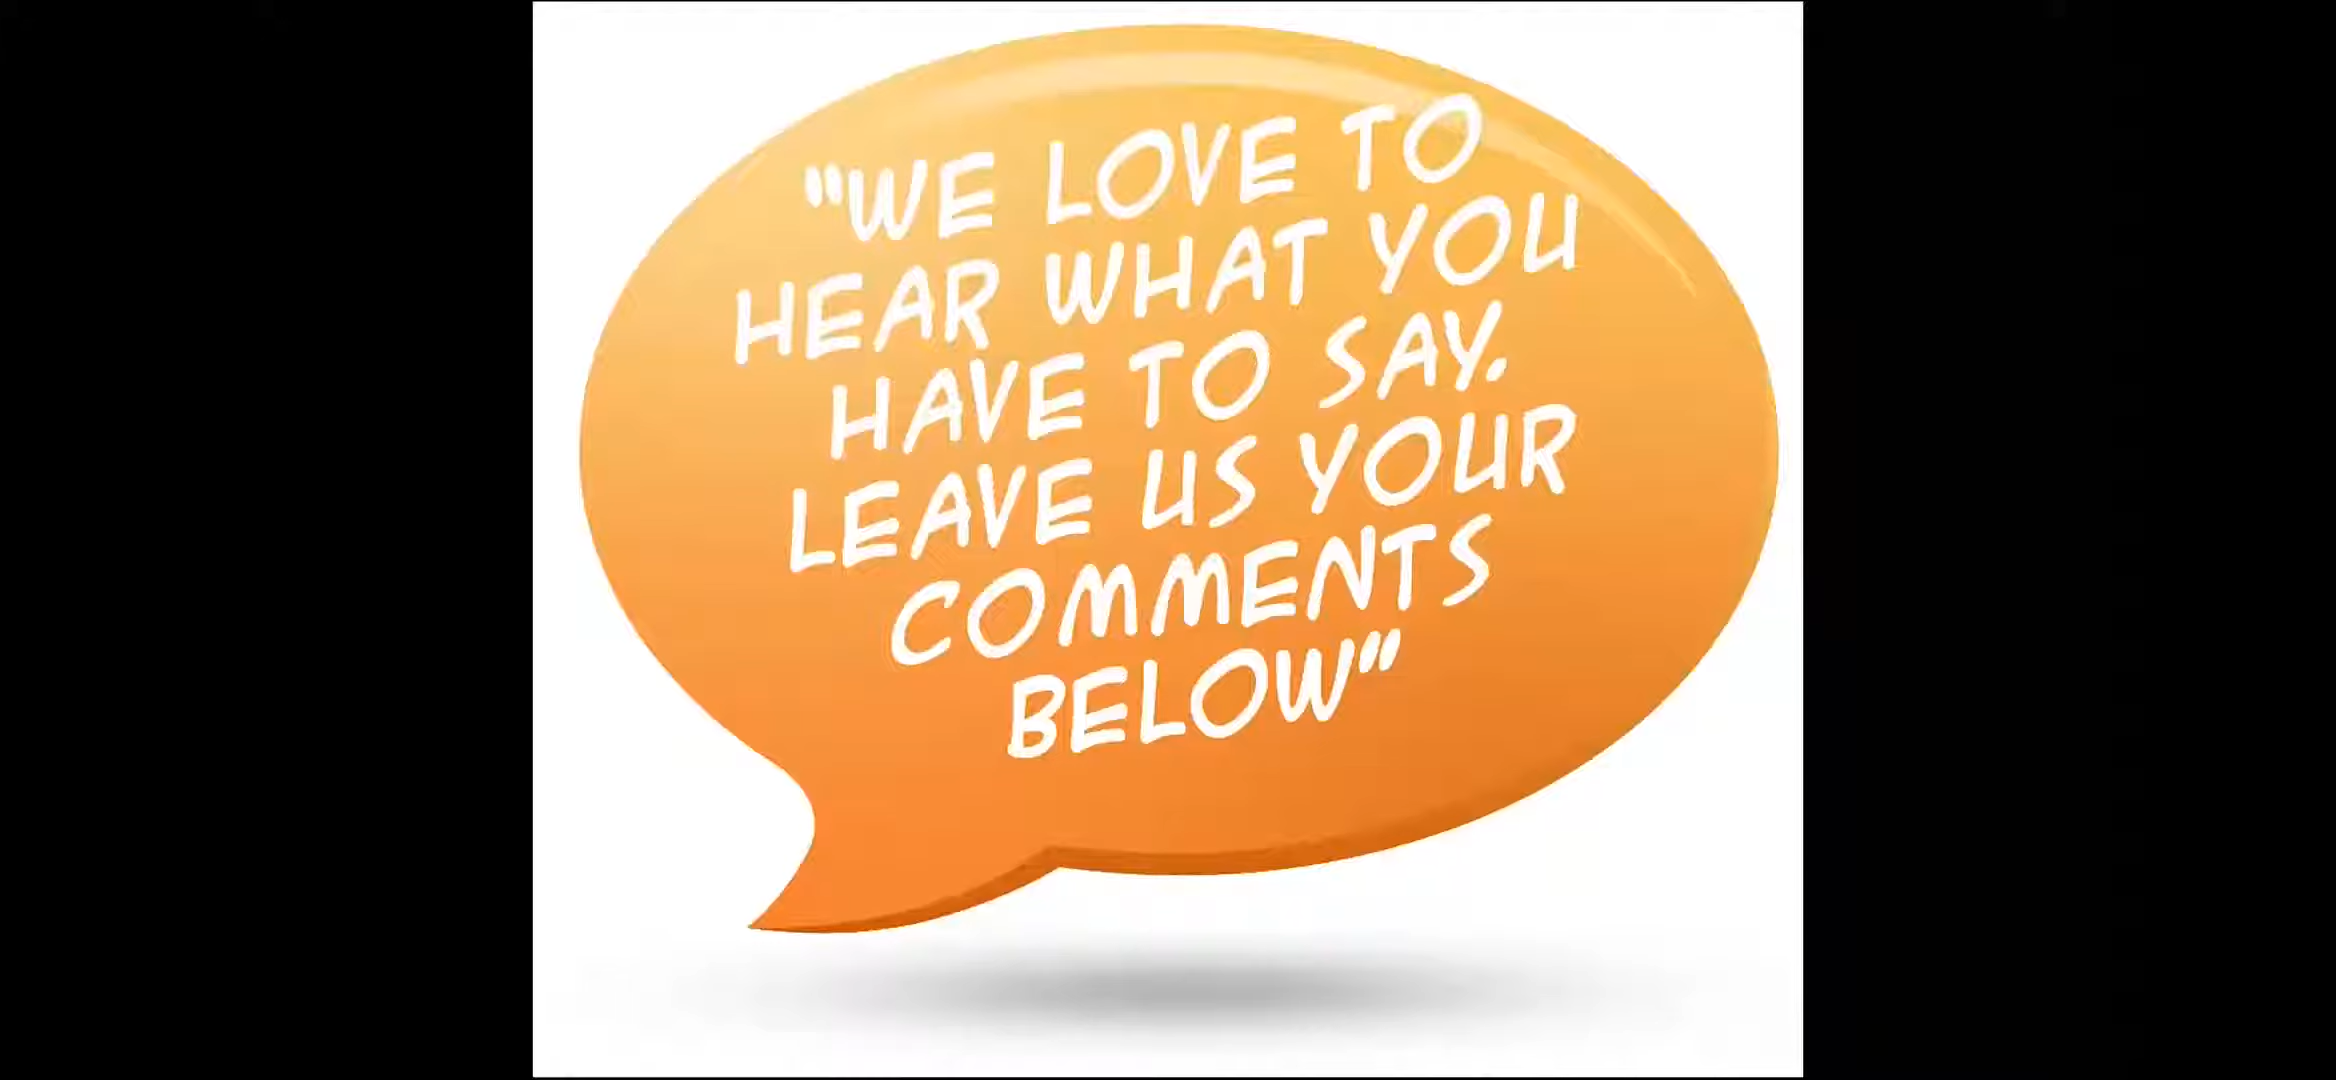 "WE LOVE TO
HEAR WHAT YOU
HAVE TO SAY.
LEAVE US YOUR
COMMENTS
BELOW"